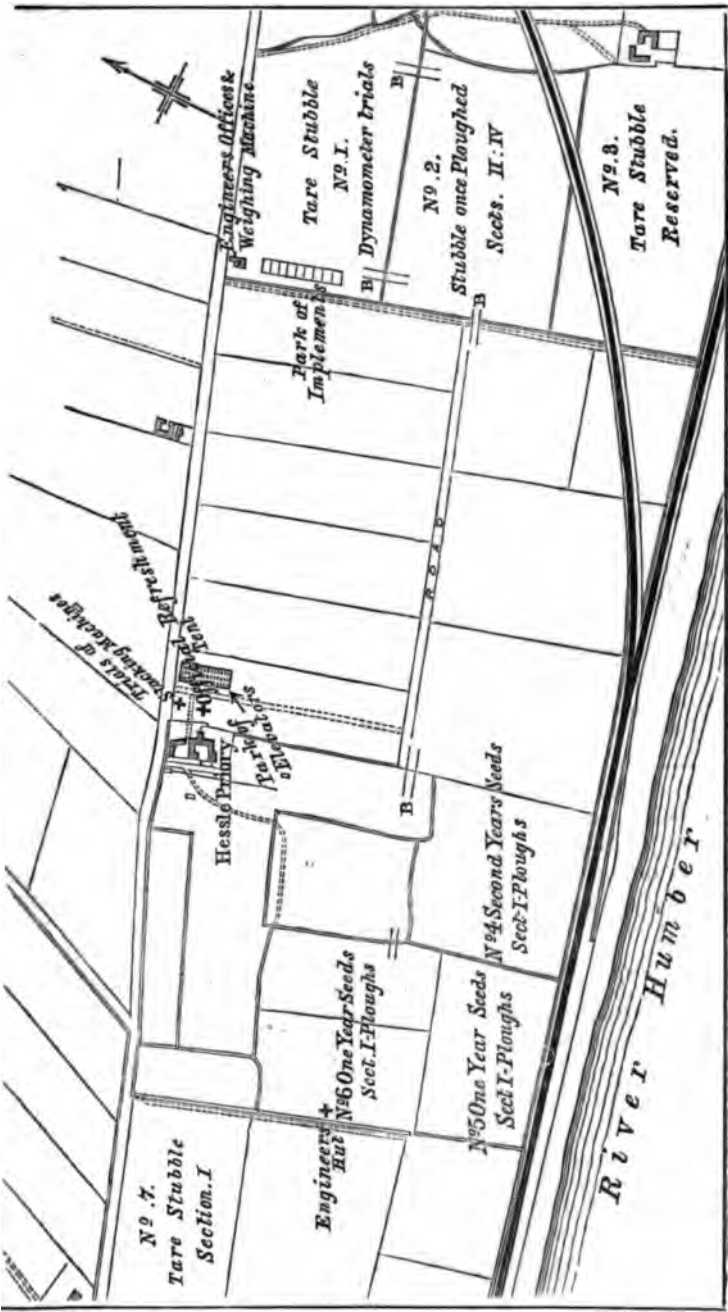 Engineers Offices &
Weighing Machine
Tare Stubble
No. 1.
Dynamometer trials
B
B
No. 2.
Stubble once Ploughed
Sects. II: IV
B
No. 3.
Tare Stubble
Reserved.
Park of
Implements
ROAD
Trials of
Stacking Machines
Refreshment
Tent
Hessle Priory
Park of
Elevators
B
No. 4 Second Years Seeds
Sect. I-Ploughs
No. 6 One Year Seeds
Sect. I-Ploughs
No. 5 One Year Seeds
Sect I-Ploughs
Engineers
Hut
No. 7.
Tare Stubble
Section. I
River Humber